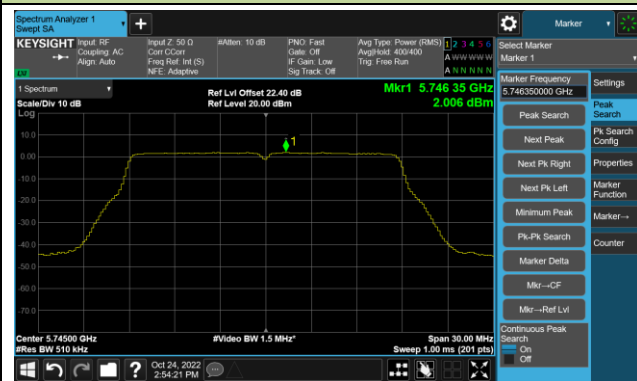 Spectrum Analyzer 1
Swept SA
+
Marker
KEYSIGHT
Input: RF
Coupling: AC
Align: Auto
Input Z: 50 Ω
Corr CCorr
Freq Ref: Int (S)
NFE: Adaptive
#Atten: 10 dB
PNO: Fast
Gate: Off
IF Gain: Low
Sig Track: Off
Avg Type: Power (RMS)
Avg|Hold: 400/400
Trig: Free Run
1 2 3 4 5 6
A W W W W W
A N N N N N
Select Marker
Marker 1
1 Spectrum
Scale/Div 10 dB
Log
Ref Lvl Offset 22.40 dB
Ref Level 20.00 dBm
Mkr1 5.746 35 GHz
2.006 dBm
10.0
0.00
-10.0
-20.0
-30.0
-40.0
-50.0
-60.0
-70.0
1
Center 5.74500 GHz
#Res BW 510 kHz
#Video BW 1.5 MHz*
Span 30.00 MHz
Sweep 1.00 ms (201 pts)
Marker Frequency
5.746350000 GHz
Peak Search
Next Peak
Next Pk Right
Next Pk Left
Minimum Peak
Pk-Pk Search
Marker Delta
Mkr→CF
Mkr→Ref Lvl
Continuous Peak
Search
On
Off
Settings
Peak
Search
Pk Search
Config
Properties
Marker
Function
Marker→
Counter
?
Oct 24, 2022
2:54:21 PM